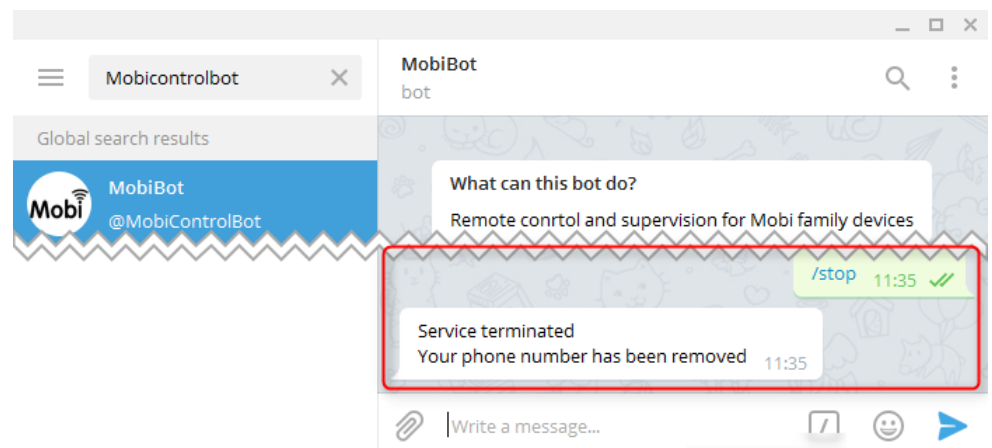 Mobicontrolbot
MobiBot
bot
Global search results
Mobi
MobiBot
@MobiControlBot
What can this bot do?
Remote conrtol and supervision for Mobi family devices
/stop 11:35
Service terminated
Your phone number has been removed 11:35
Write a message...
/